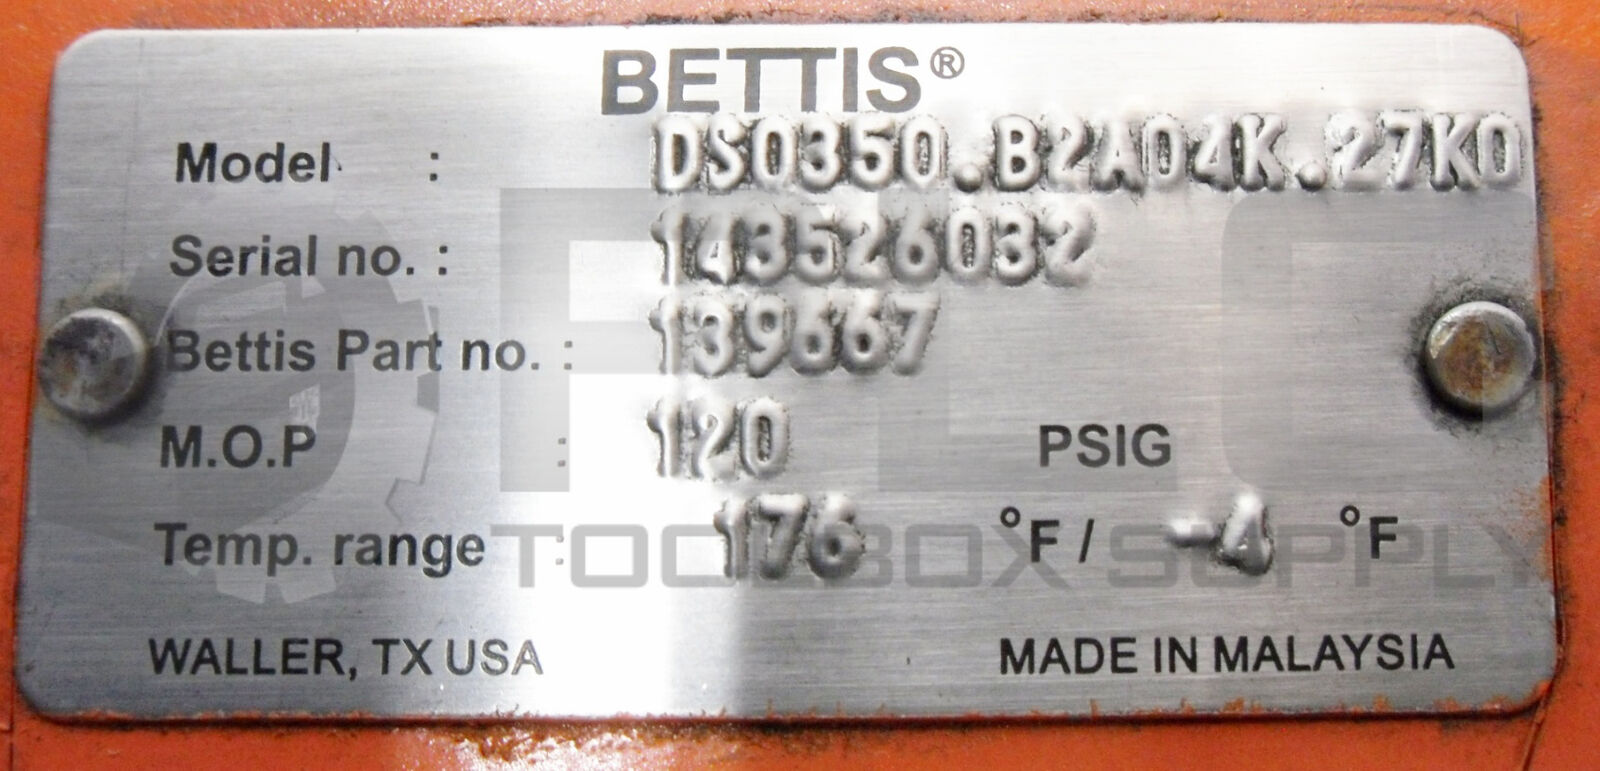 BETTIS®
Model : DS0350.B2A04K.27K0
Serial no. : 143526032
Bettis Part no. : 139667
M.O.P : 120 PSIG
Temp. range : 176 °F / -4 °F
WALLER, TX USA MADE IN MALAYSIA
PLC
TOOLBOX SUPPLY